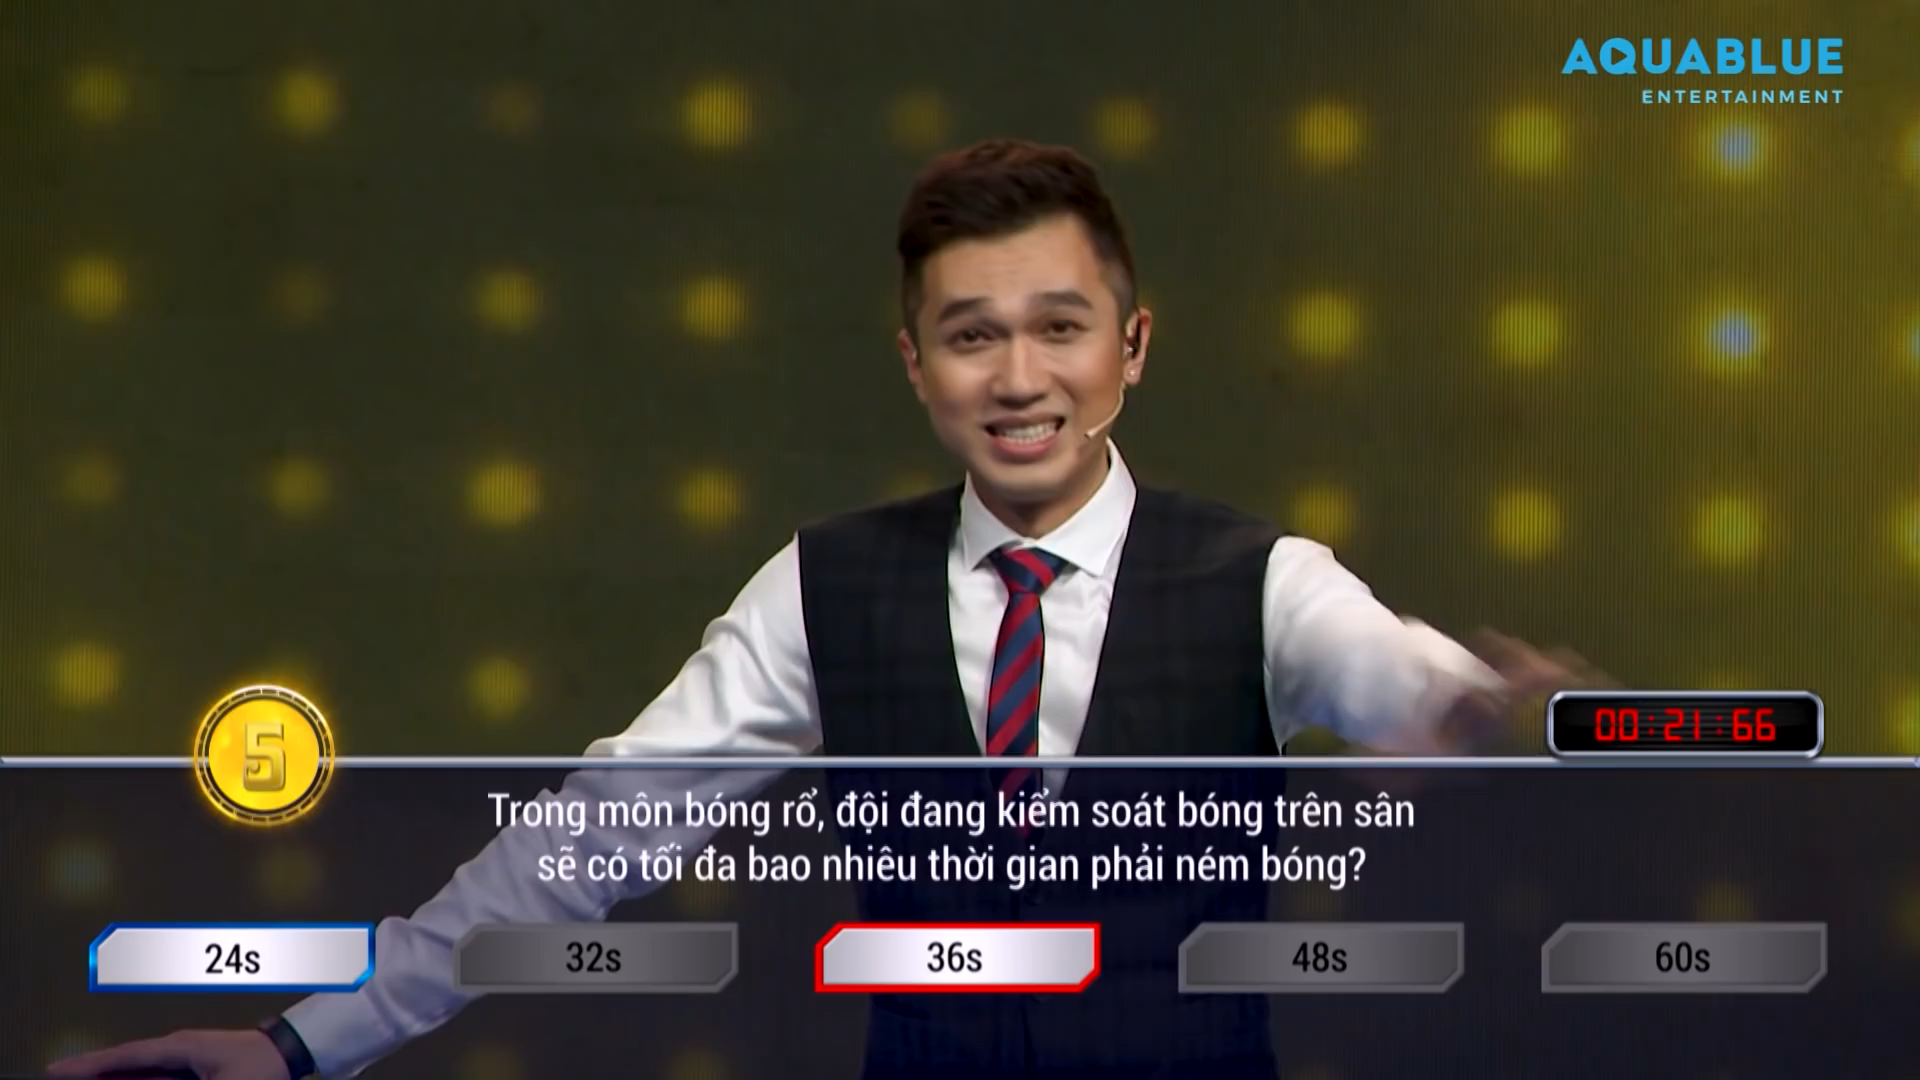 AQUABLUE
ENTERTAINMENT
5
00:21:66
Trong môn bóng rổ, đội đang kiểm soát bóng trên sân
sẽ có tối đa bao nhiêu thời gian phải ném bóng?
24s
32s
36s
48s
60s